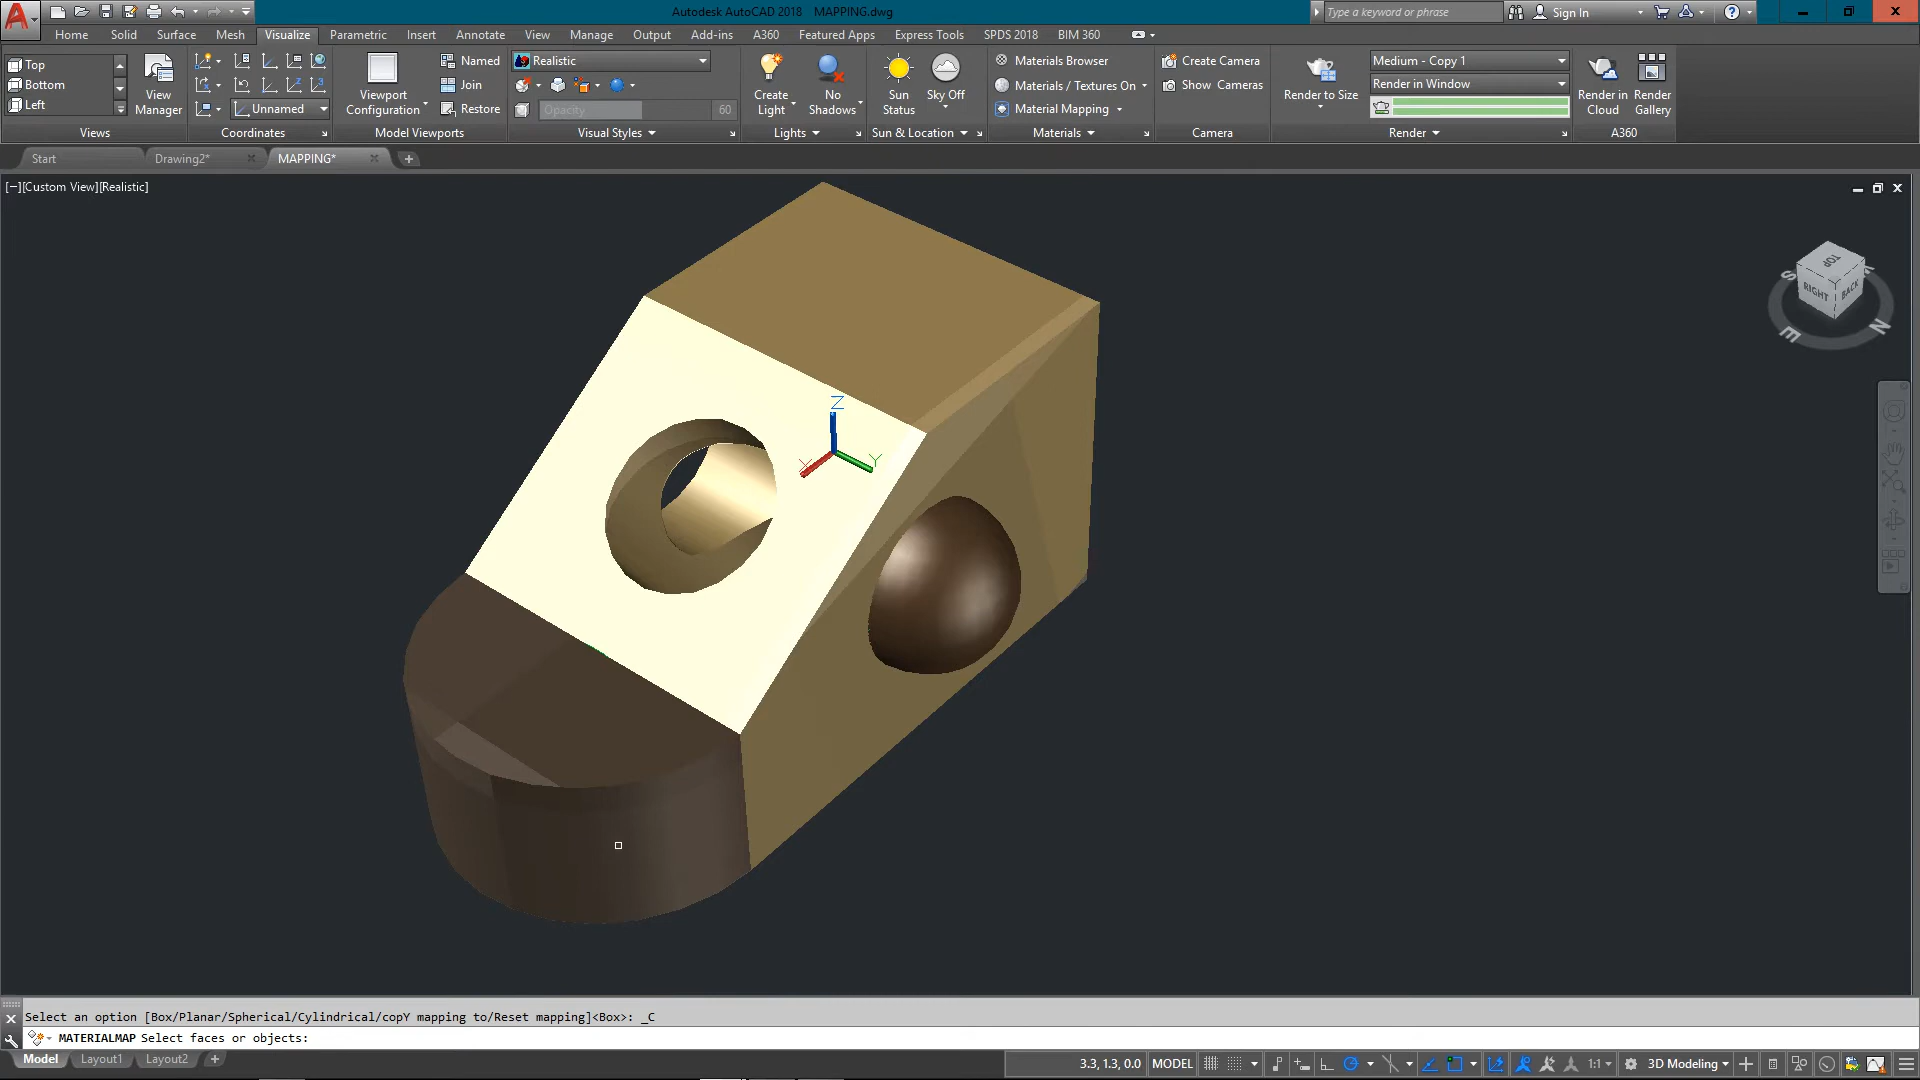 Autodesk AutoCAD 2018 MAPPING.dwg
Type a keyword or phrase
Sign In
Home Solid Surface Mesh Visualize Parametric Insert Annotate View Manage Output Add-ins A360 Featured Apps Express Tools SPDS 2018 BIM 360
Top
Bottom
Left
View
Manager
Views
Unnamed
Coordinates
Viewport
Configuration
Named
Join
Restore
Model Viewports
Realistic
Opacity 60
Visual Styles
Create
Light
No
Shadows
Lights
Sun
Status
Sky Off
Sun & Location
Materials Browser
Materials / Textures On
Material Mapping
Materials
Create Camera
Show Cameras
Camera
Render to Size
Medium - Copy 1
Render in Window
Render
Render in
Cloud
Render
Gallery
A360
Start Drawing2* MAPPING*
[−][Custom View][Realistic]
TOP
RIGHT
BACK
S
E
N
Z
X
Y
Select an option [Box/Planar/Spherical/Cylindrical/copY mapping to/Reset mapping]<Box>: _C
MATERIALMAP Select faces or objects:
Model Layout1 Layout2
3.3, 1.3, 0.0 MODEL 1:1 3D Modeling